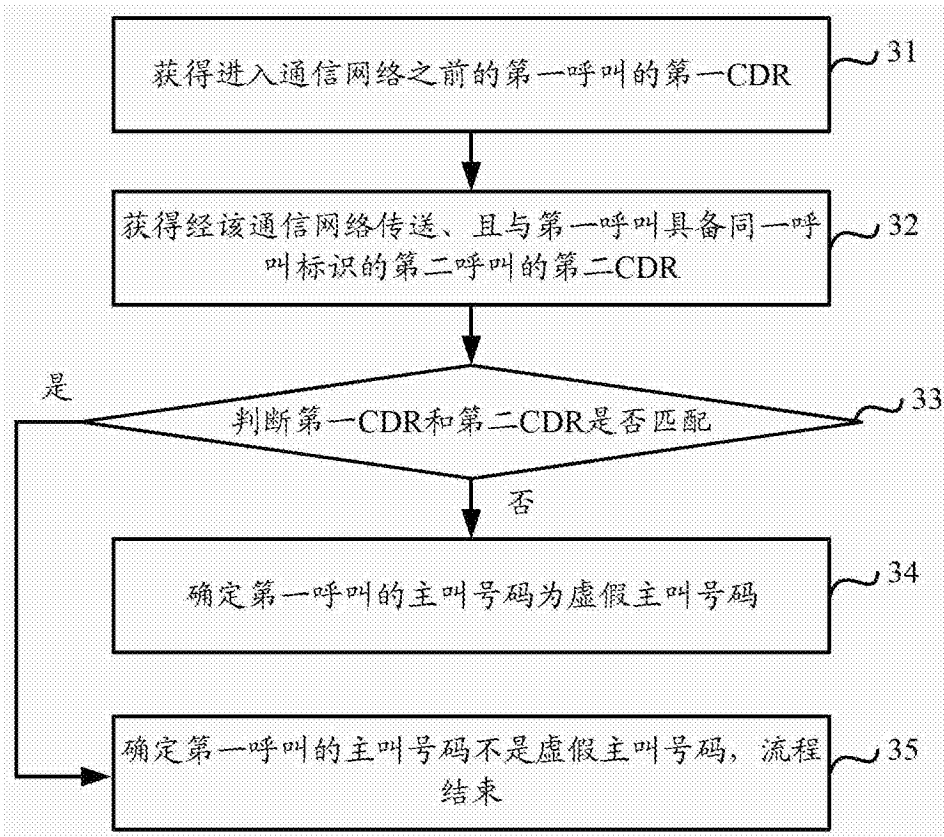 获得进入通信网络之前的第一呼叫的第一CDR
31
获得经该通信网络传送、且与第一呼叫具备同一呼
叫标识的第二呼叫的第二CDR
32
判断第一CDR和第二CDR是否匹配
33
是
否
确定第一呼叫的主叫号码为虚假主叫号码
34
确定第一呼叫的主叫号码不是虚假主叫号码，流程
结束
35